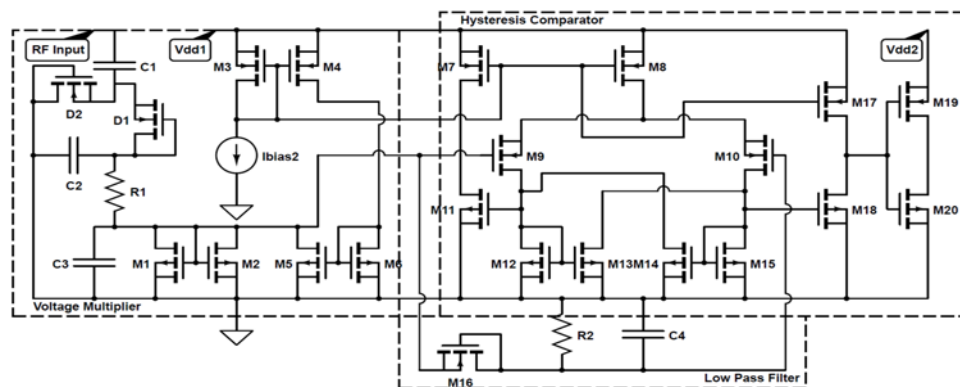 Hysteresis Comparator
RF Input
Vdd1
Vdd2
C1
M3
M4
M7
M8
D2
D1
M17
M19
C2
Ibias2
M9
M10
R1
M11
M18
M20
C3
M1
M2
M5
M6
M12
M13
M14
M15
Voltage Multiplier
R2
C4
M16
Low Pass Filter